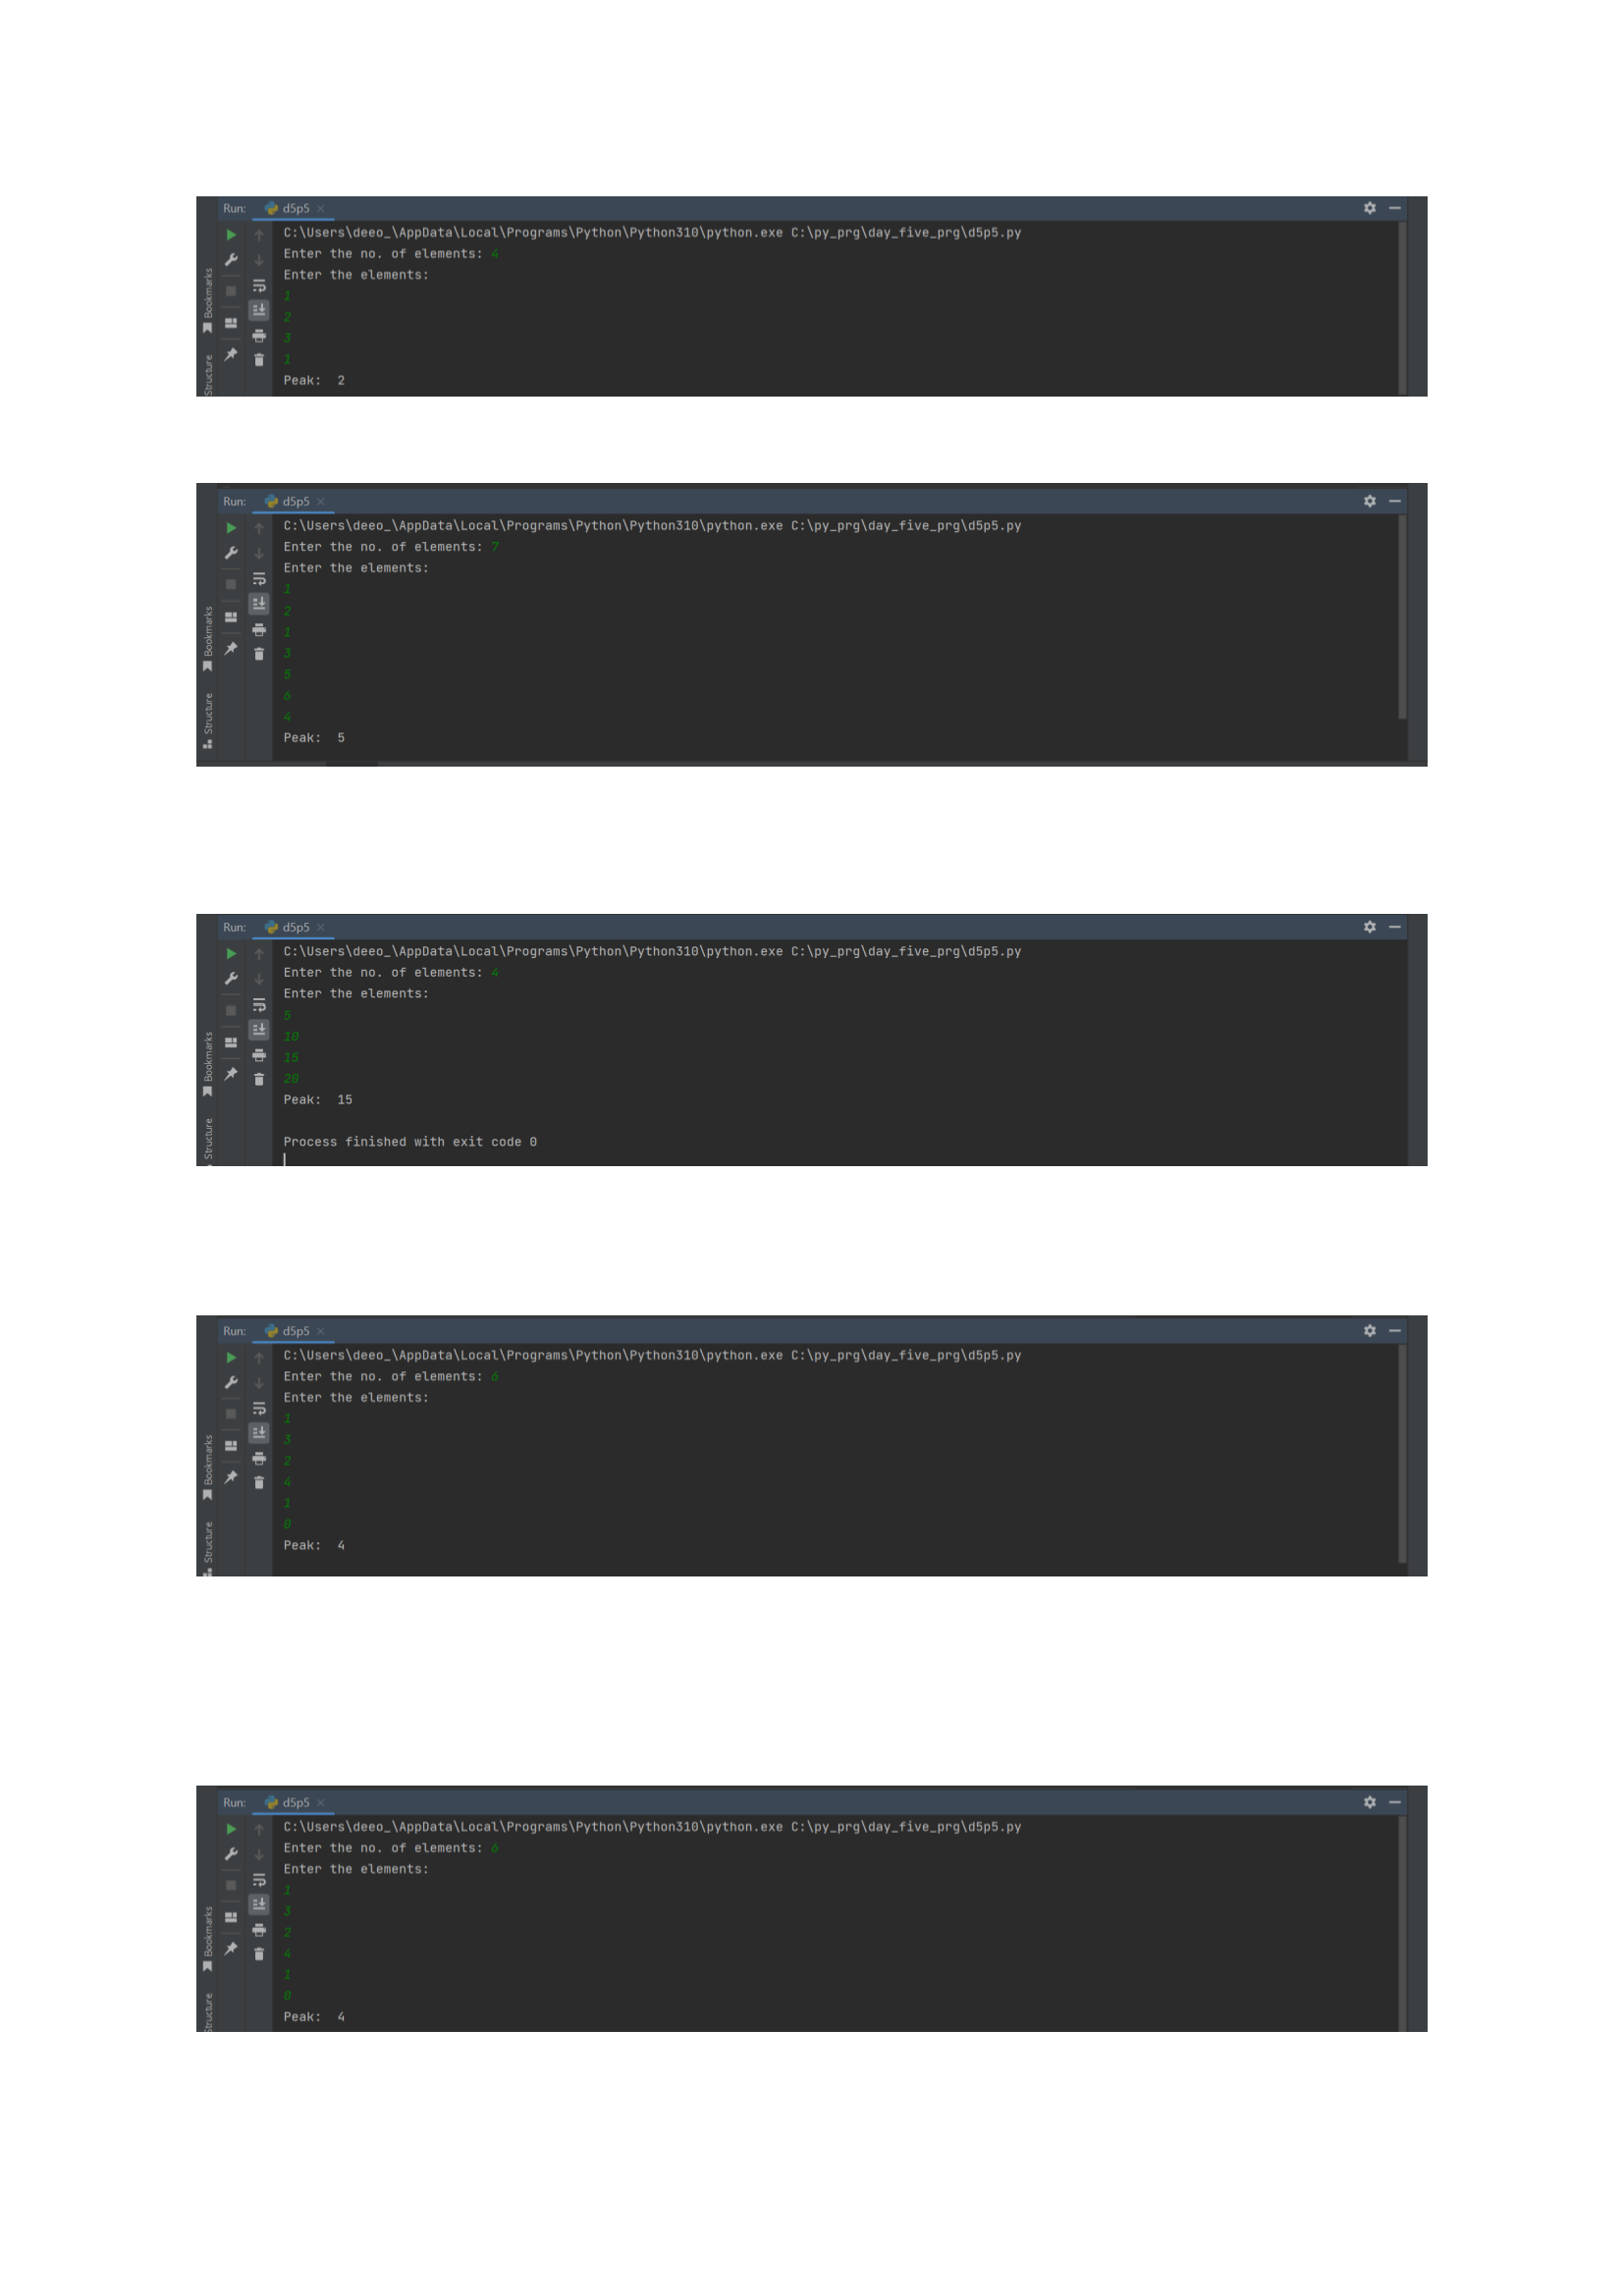 Run: d5p5
C:\Users\deeo_\AppData\Local\Programs\Python\Python310\python.exe C:\py_prg\day_five_prg\d5p5.py
Enter the no. of elements: 4
Enter the elements:
1
2
3
1
Peak:  2
Bookmarks
Structure
Run: d5p5
C:\Users\deeo_\AppData\Local\Programs\Python\Python310\python.exe C:\py_prg\day_five_prg\d5p5.py
Enter the no. of elements: 7
Enter the elements:
1
2
1
3
5
6
4
Peak:  5
Bookmarks
Structure
Run: d5p5
C:\Users\deeo_\AppData\Local\Programs\Python\Python310\python.exe C:\py_prg\day_five_prg\d5p5.py
Enter the no. of elements: 4
Enter the elements:
5
10
15
20
Peak:  15
Process finished with exit code 0
Bookmarks
Structure
Run: d5p5
C:\Users\deeo_\AppData\Local\Programs\Python\Python310\python.exe C:\py_prg\day_five_prg\d5p5.py
Enter the no. of elements: 6
Enter the elements:
1
3
2
4
1
0
Peak:  4
Bookmarks
Structure
Run: d5p5
C:\Users\deeo_\AppData\Local\Programs\Python\Python310\python.exe C:\py_prg\day_five_prg\d5p5.py
Enter the no. of elements: 6
Enter the elements:
1
3
2
4
1
0
Peak:  4
Bookmarks
Structure